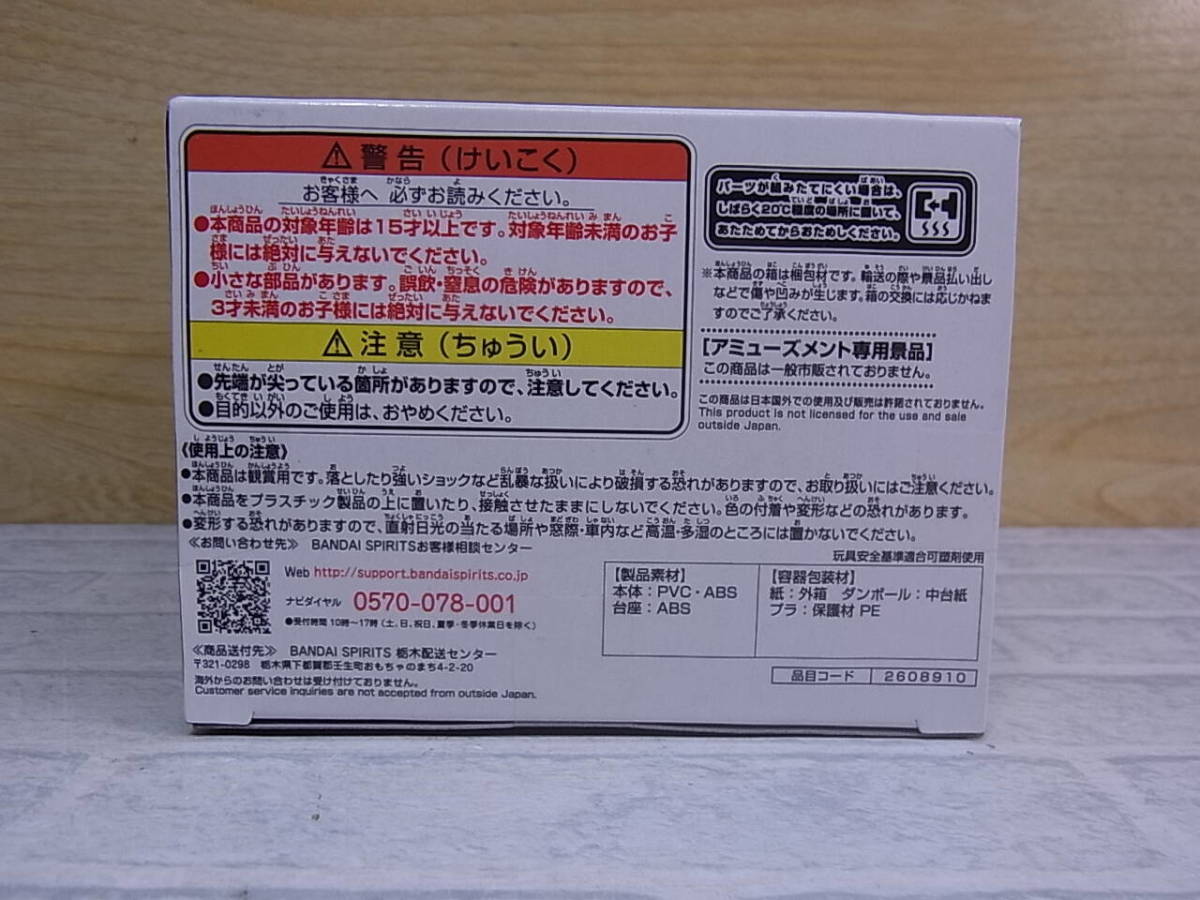 ⚠警告（けいこく）
お客様へ 必ずお読みください。
●本商品の対象年齢は15才以上です。対象年齢未満のお子
様には絶対に与えないでください。
●小さな部品があります。誤飲・窒息の危険がありますので、
3才未満のお子様には絶対に与えないでください。
⚠注意（ちゅうい）
●先端が尖っている箇所がありますので、注意してください。
●目的以外のご使用は、おやめください。
パーツが組みたてにくい場合は、
しばらく20℃程度の場所に置いて、
あたためてからおためしください。
※本商品の箱は梱包材です。輸送の際や景品払い出し
などで傷や凹みが生じます。箱の交換には応じかねま
すのでご了承ください。
[アミューズメント専用景品]
この商品は一般市販されておりません。
この商品は日本国外での使用及び販売は許諾されておりません。
This product is not licensed for the use and sale
outside Japan.
《使用上の注意》
●本商品は観賞用です。落としたり強いショックなど乱暴な扱いにより破損する恐れがありますので、お取り扱いにはご注意ください。
●本商品をプラスチック製品の上に置いたり、接触させたままにしないでください。色の付着や変形などの恐れがあります。
●変形する恐れがありますので、直射日光の当たる場所や窓際・車内など高温・多湿のところには置かないでください。
≪お問い合わせ先≫ BANDAI SPIRITSお客様相談センター
Web http://support.bandaispirits.co.jp
ナビダイヤル 0570-078-001
●受付時間 10時～17時（土、日、祝日、夏季・冬季休業日を除く）
≪商品送付先≫ BANDAI SPIRITS 栃木配送センター
〒321-0298 栃木県下都賀郡壬生町おもちゃのまち4-2-20
海外からのお問い合わせは受け付けておりません。
Customer service inquiries are not accepted from outside Japan.
玩具安全基準適合可塑剤使用
【製品素材】
本体：PVC・ABS
台座：ABS
【容器包装材】
紙：外箱 ダンボール：中台紙
プラ：保護材 PE
品目コード 2608910